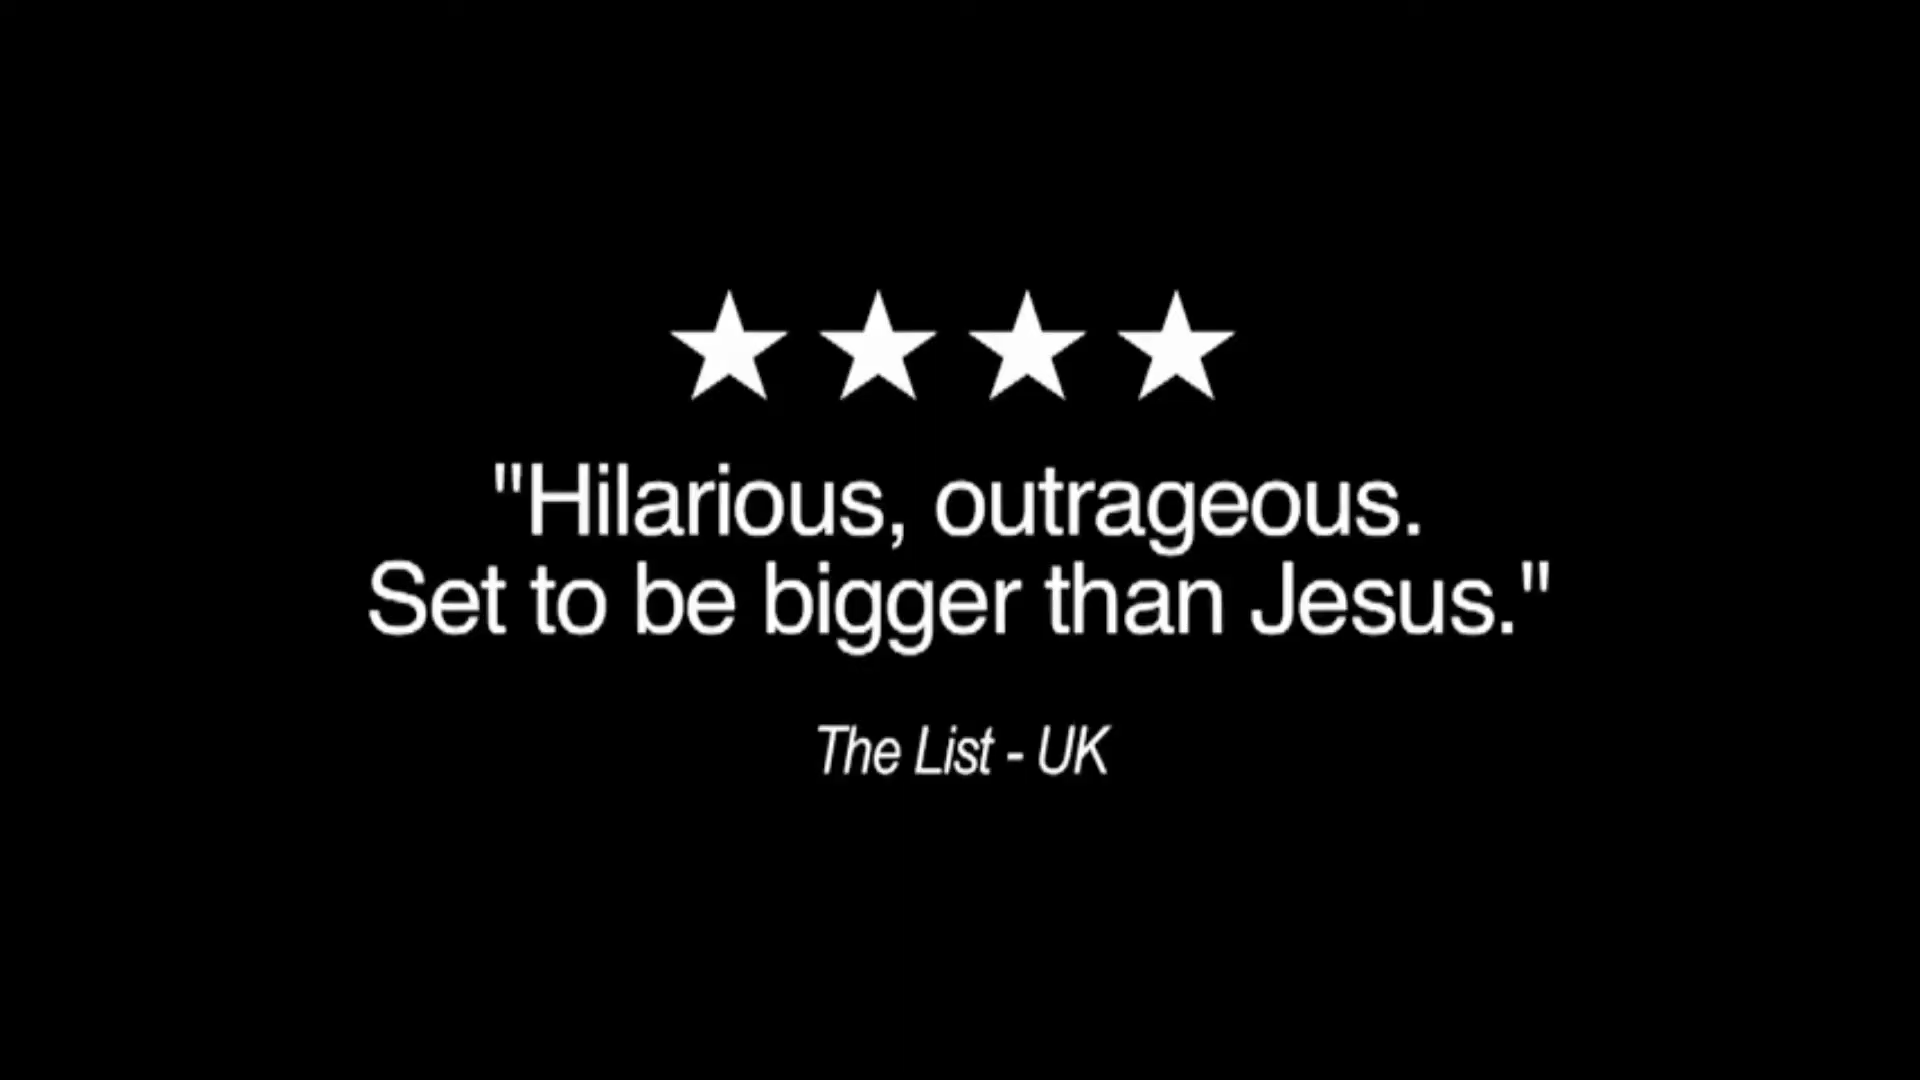 "Hilarious, outrageous.
Set to be bigger than Jesus."
The List - UK